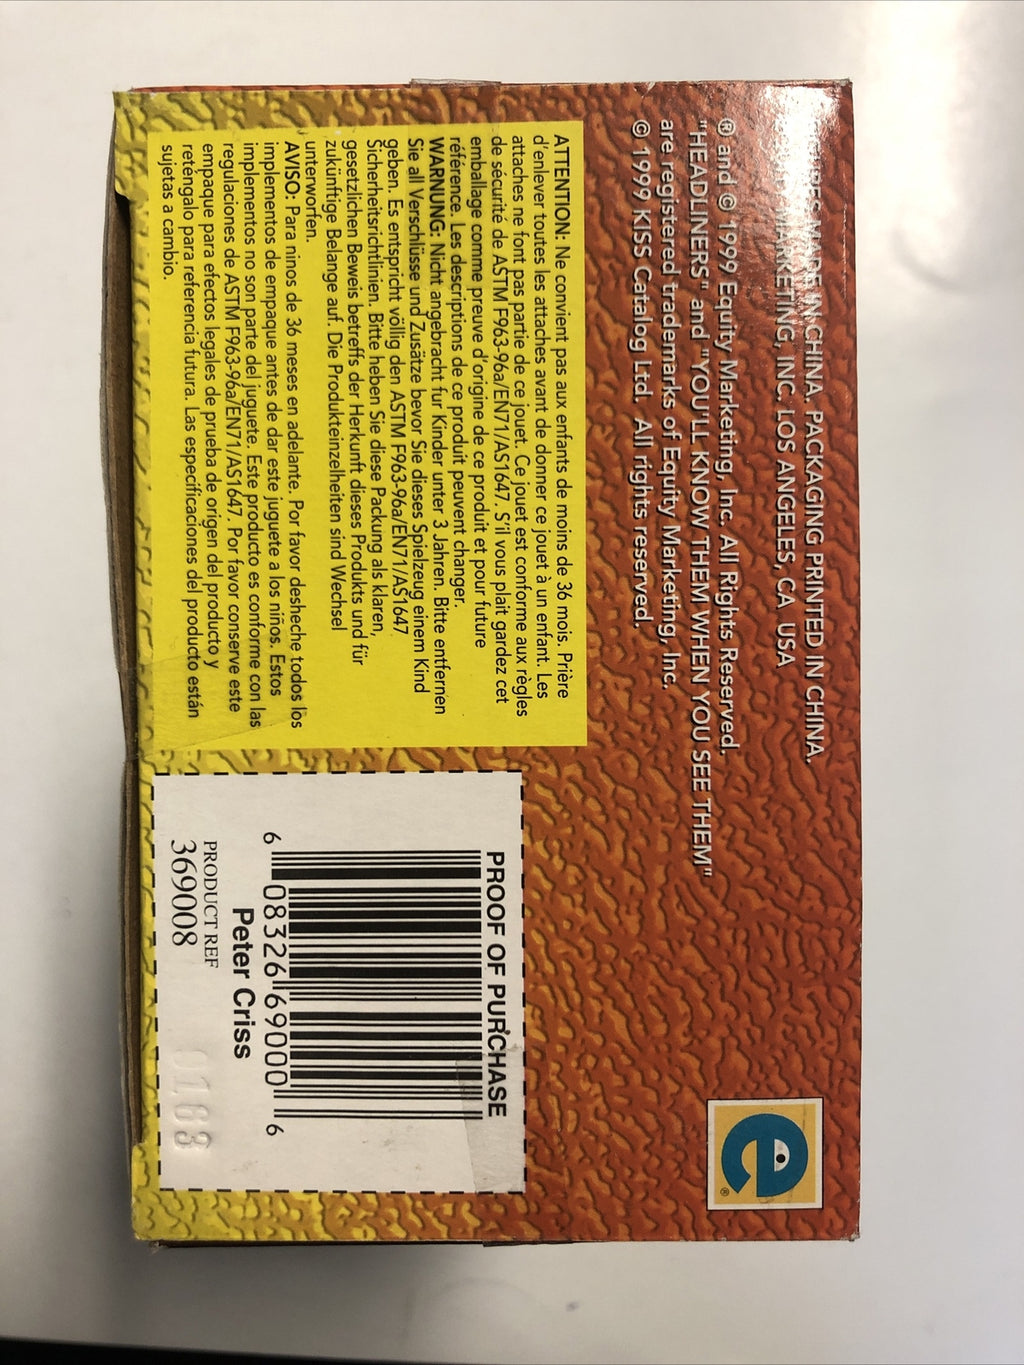 MADE IN CHINA. PACKAGING PRINTED IN CHINA.
MARKETING, INC. LOS ANGELES, CA USA
® and © 1999 Equity Marketing, Inc. All Rights Reserved.
"HEADLINERS" and "YOU'LL KNOW THEM WHEN YOU SEE THEM"
are registered trademarks of Equity Marketing, Inc.
© 1999 KISS Catalog Ltd. All rights reserved.
ATTENTION: Ne convient pas aux enfants de moins de 36 mois. Prière
d'enlever toutes les attaches avant de donner ce jouet à un enfant. Les
attaches ne font pas partie de ce jouet. Ce jouet est conforme aux règles
de sécurité de ASTM F963-96a/EN71/AS1647. S'il vous plait gardez cet
emballage comme preuve d'origine de ce produit et pour future
référence. Les descriptions de ce produit peuvent changer.
WARNUNG: Nicht angebracht fur Kinder unter 3 Jahren. Bitte entfernen
Sie all Verschlüsse und Zusätze bevor Sie dieses Spielzeug einem Kind
geben. Es entspricht völlig den ASTM F963-96a/EN71/AS1647
Sicherheitsrichtlinien. Bitte heben Sie diese Packung als klaren,
gesetzlichen Beweis betreffs der Herkunft dieses Produkts und für
zukünftige Belange auf. Die Produkteinzelheiten sind Wechsel
unterworfen.
AVISO: Para ninos de 36 meses en adelante. Por favor desheche todos los
implementos de empaque antes de dar este juguete a los niños. Estos
implementos no son parte del juguete. Este producto es conforme con las
regulaciones de ASTM F963-96a/EN71/AS1647. Por favor conserve este
empaque para efectos legales de prueba de origen del producto y
reténgalo para referencia futura. Las especificaciones del producto están
sujetas a cambio.
e
®
PROOF OF PURCHASE
6 08326 69000 6
Peter Criss
PRODUCT REF
369008
0163